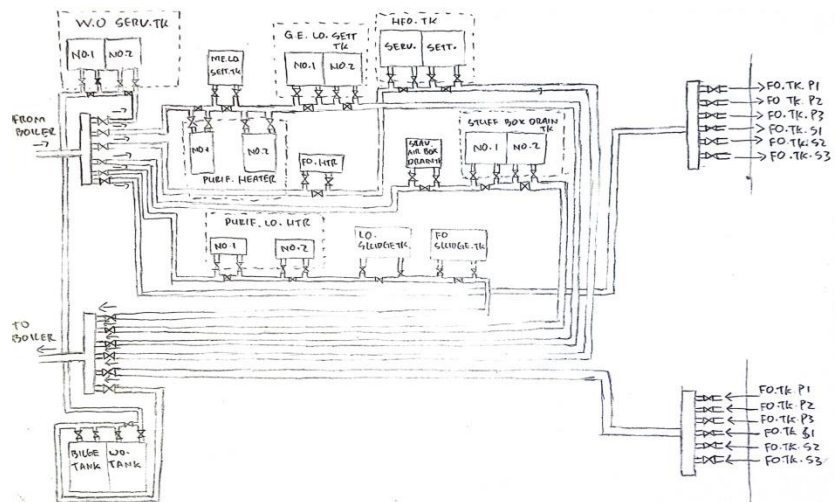 W.O SERV.TK
NO.1
NO.2
ME.LO
SETT.TK
G.E. LO. SETT
TK
NO.1
NO.2
HFO.TK
SERV.
SETT.
FROM
BOILER
NO.1
NO.2
PURIF. HEATER
FO.HTR
SCAV.
AIR BOX
DRAIN TK
STUFF BOX DRAIN
TK
NO.1
NO.2
FO.TK.P1
FO TK.P2
FO.TK.P3
FO.TK.S1
FO.TK.S2
FO.TK.S3
PURIF. LO. HTR
NO.1
NO.2
LO.
SLUDGE TK.
FO
SLUDGE.TK
TO
BOILER
BILGE
TANK
WO.
TANK
FO.TK.P1
FO.TK.P2
FO.TK.P3
FO.TK S1
FO.TK.S2
FO.TK.S3